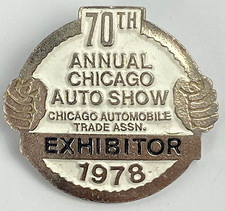 70TH
ANNUAL
CHICAGO
AUTO SHOW
CHICAGO AUTOMOBILE
TRADE ASSN.
EXHIBITOR
1978